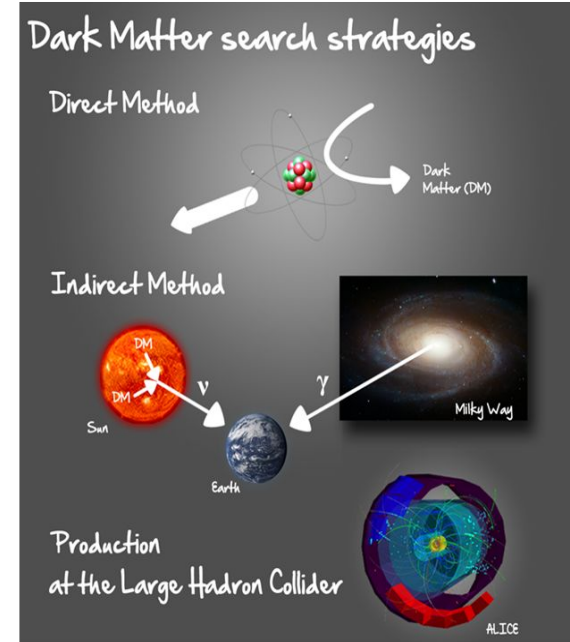 Dark Matter search strategies
Direct Method
Dark
Matter (DM)
Indirect Method
DM
DM
ν
γ
Sun
Milky Way
Earth
Production
at the Large Hadron Collider
ALICE